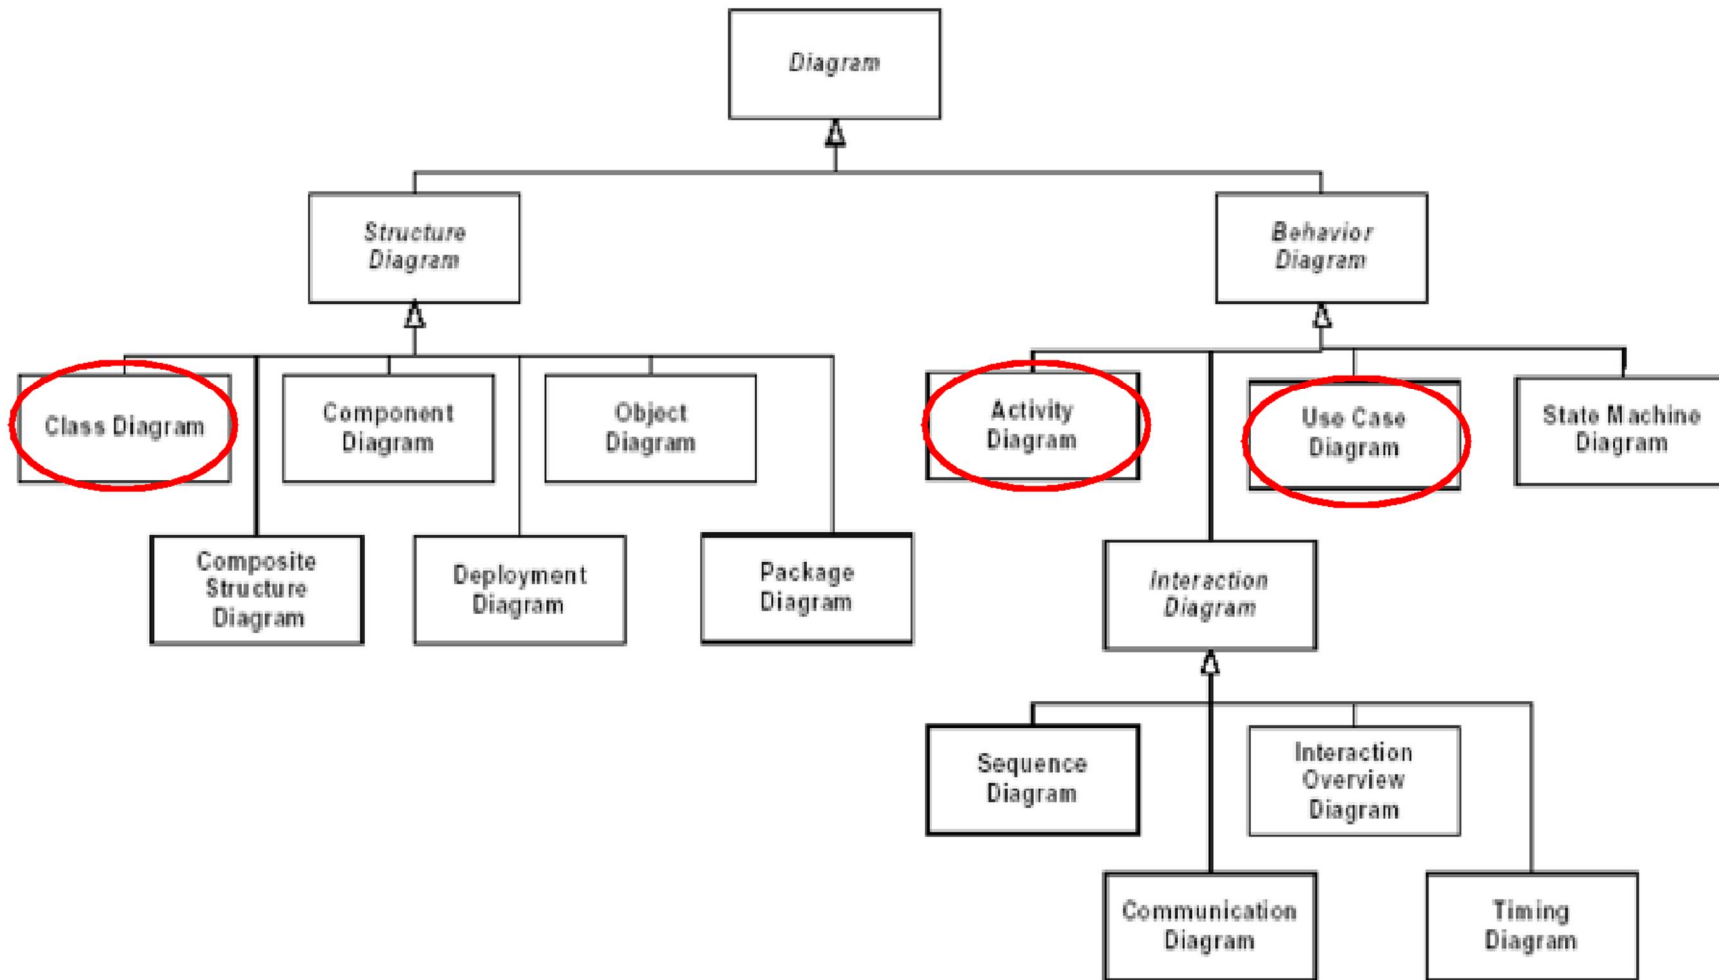 Diagram
Structure
Diagram
Behavior
Diagram
Class Diagram
Component
Diagram
Object
Diagram
Activity
Diagram
Use Case
Diagram
State Machine
Diagram
Composite
Structure
Diagram
Deployment
Diagram
Package
Diagram
Interaction
Diagram
Sequence
Diagram
Interaction
Overview
Diagram
Communication
Diagram
Timing
Diagram